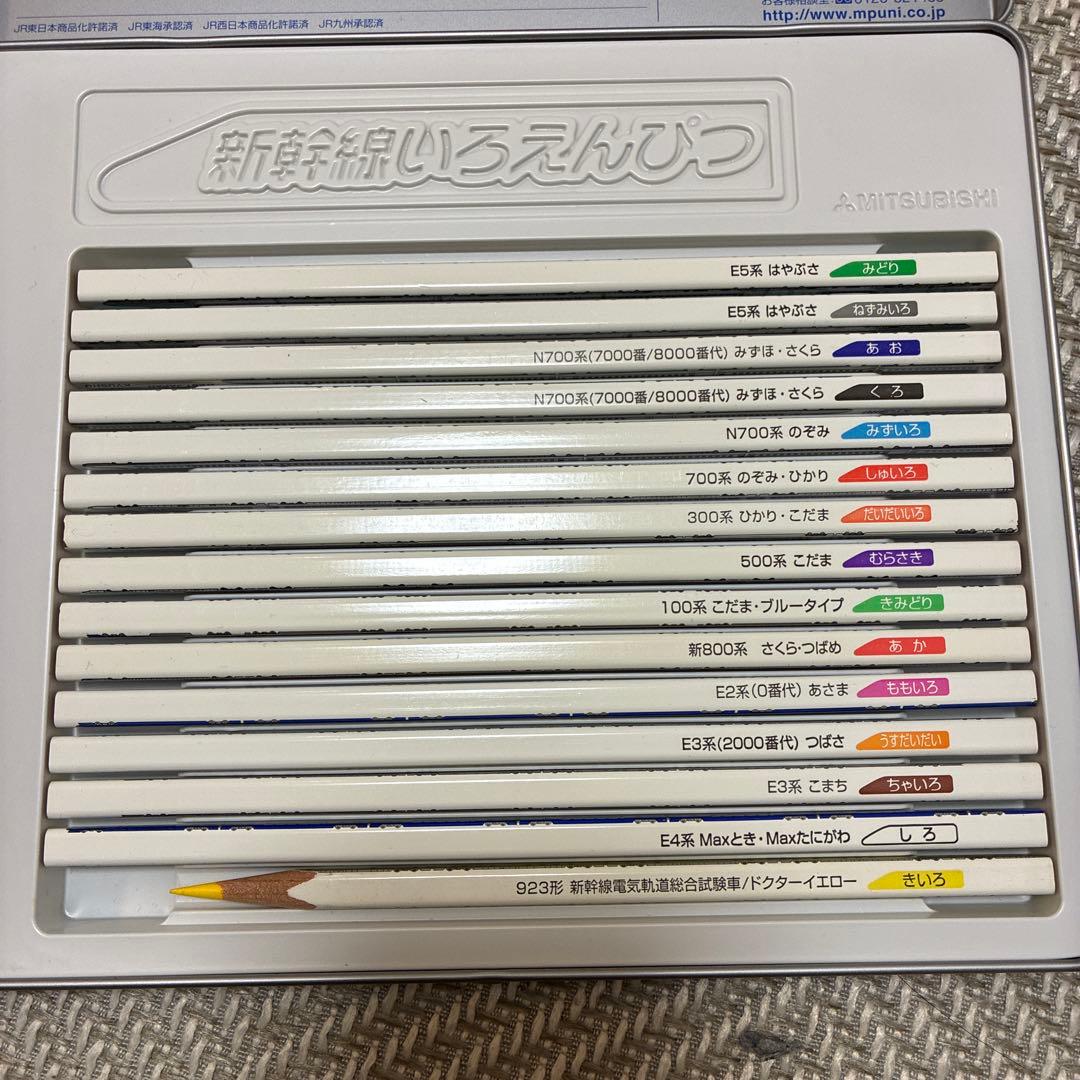 JR東日本商品化許諾済 JR東海承認済 JR西日本商品化許諾済 JR九州承認済
http://www.mpuni.co.jp
新幹線いろえんぴつ
MITSUBISHI
E5系 はやぶさ みどり
E5系 はやぶさ ねずみいろ
N700系(7000番/8000番代) みずほ・さくら あお
N700系(7000番/8000番代) みずほ・さくら くろ
N700系 のぞみ みずいろ
700系 のぞみ・ひかり しゅいろ
300系 ひかり・こだま だいだいいろ
500系 こだま むらさき
100系 こだま・ブルータイプ きみどり
新800系 さくら・つばめ あか
E2系(0番代) あさま ももいろ
E3系(2000番代) つばさ うすだいだい
E3系 こまち ちゃいろ
E4系 Maxとき・Maxたにがわ しろ
923形 新幹線電気軌道総合試験車/ドクターイエロー きいろ